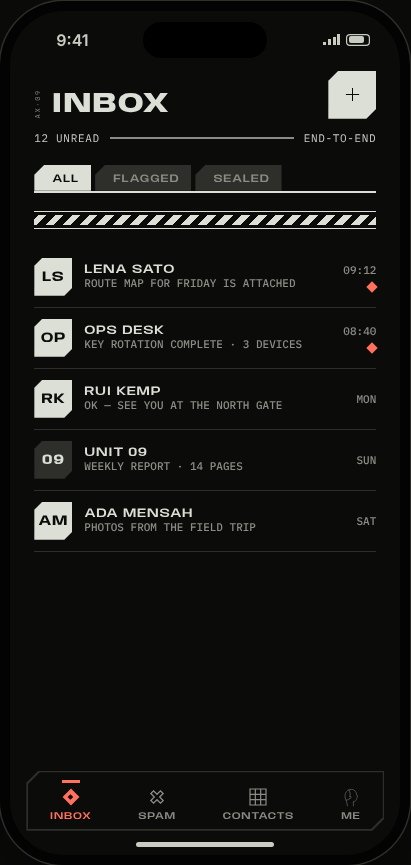 9:41
AX·09
INBOX
12 UNREAD
END-TO-END
ALL
FLAGGED
SEALED
LS
LENA SATO
ROUTE MAP FOR FRIDAY IS ATTACHED
09:12
OP
OPS DESK
KEY ROTATION COMPLETE · 3 DEVICES
08:40
RK
RUI KEMP
OK — SEE YOU AT THE NORTH GATE
MON
09
UNIT 09
WEEKLY REPORT · 14 PAGES
SUN
AM
ADA MENSAH
PHOTOS FROM THE FIELD TRIP
SAT
INBOX
SPAM
CONTACTS
ME